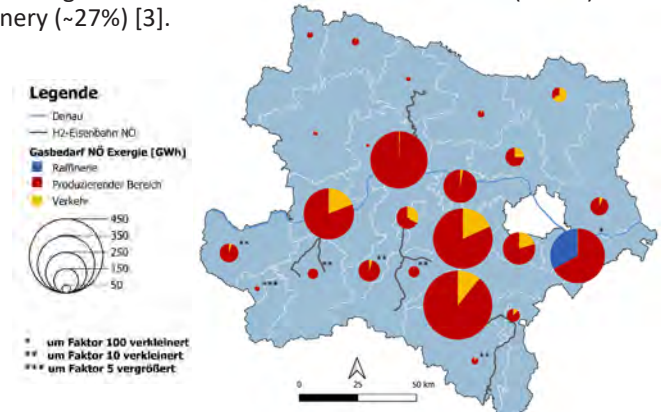 nery (~27%) [3].
Legende
Donau
H2-Eisenbahn NÖ
Gasbedarf NÖ Exergie [GWh]
Raffinerie
Produzierender Bereich
Verkehr
450
350
250
150
50
* um Faktor 100 verkleinert
** um Faktor 10 verkleinert
*** um Faktor 5 vergrößert
0 25 50 km
*
**
**
**
**
***
**